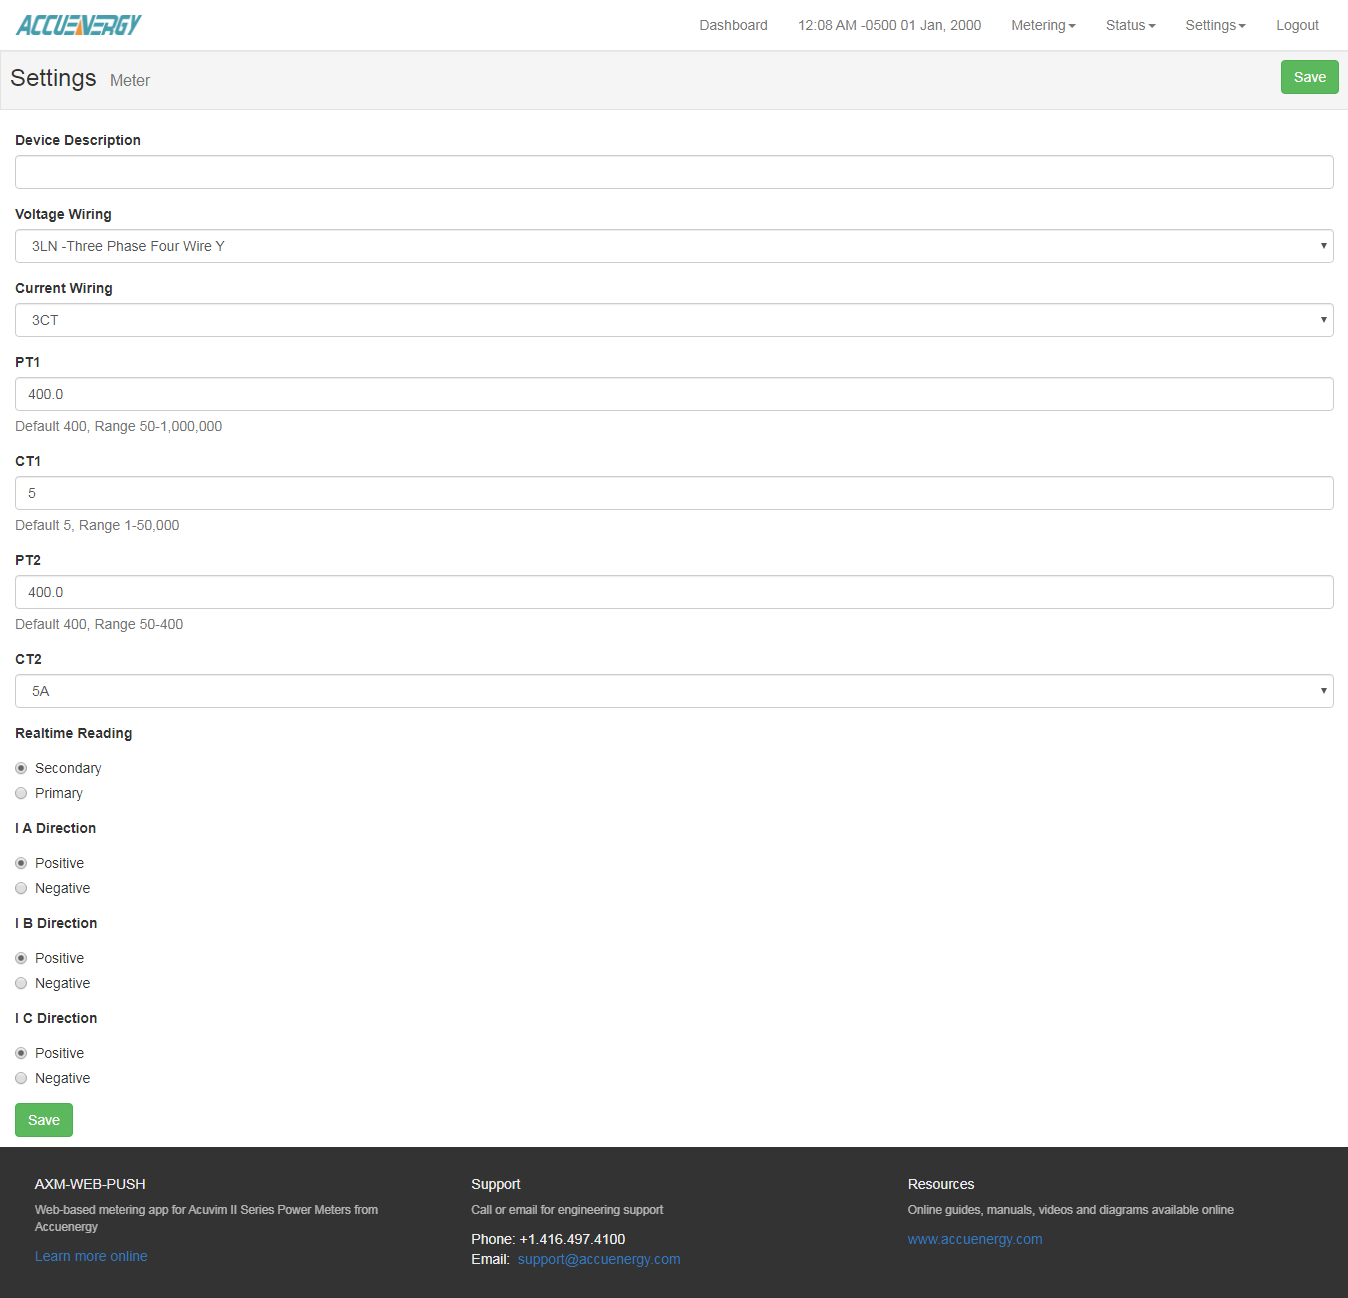 ACCUENERGY
Dashboard 12:08 AM -0500 01 Jan, 2000 Metering Status Settings Logout
Settings Meter Save
Device Description
Voltage Wiring
3LN -Three Phase Four Wire Y
Current Wiring
3CT
PT1
400.0
Default 400, Range 50-1,000,000
CT1
5
Default 5, Range 1-50,000
PT2
400.0
Default 400, Range 50-400
CT2
5A
Realtime Reading
Secondary
Primary
I A Direction
Positive
Negative
I B Direction
Positive
Negative
I C Direction
Positive
Negative
Save
AXM-WEB-PUSH
Web-based metering app for Acuvim II Series Power Meters from
Accuenergy
Learn more online
Support
Call or email for engineering support
Phone: +1.416.497.4100
Email: support@accuenergy.com
Resources
Online guides, manuals, videos and diagrams available online
www.accuenergy.com